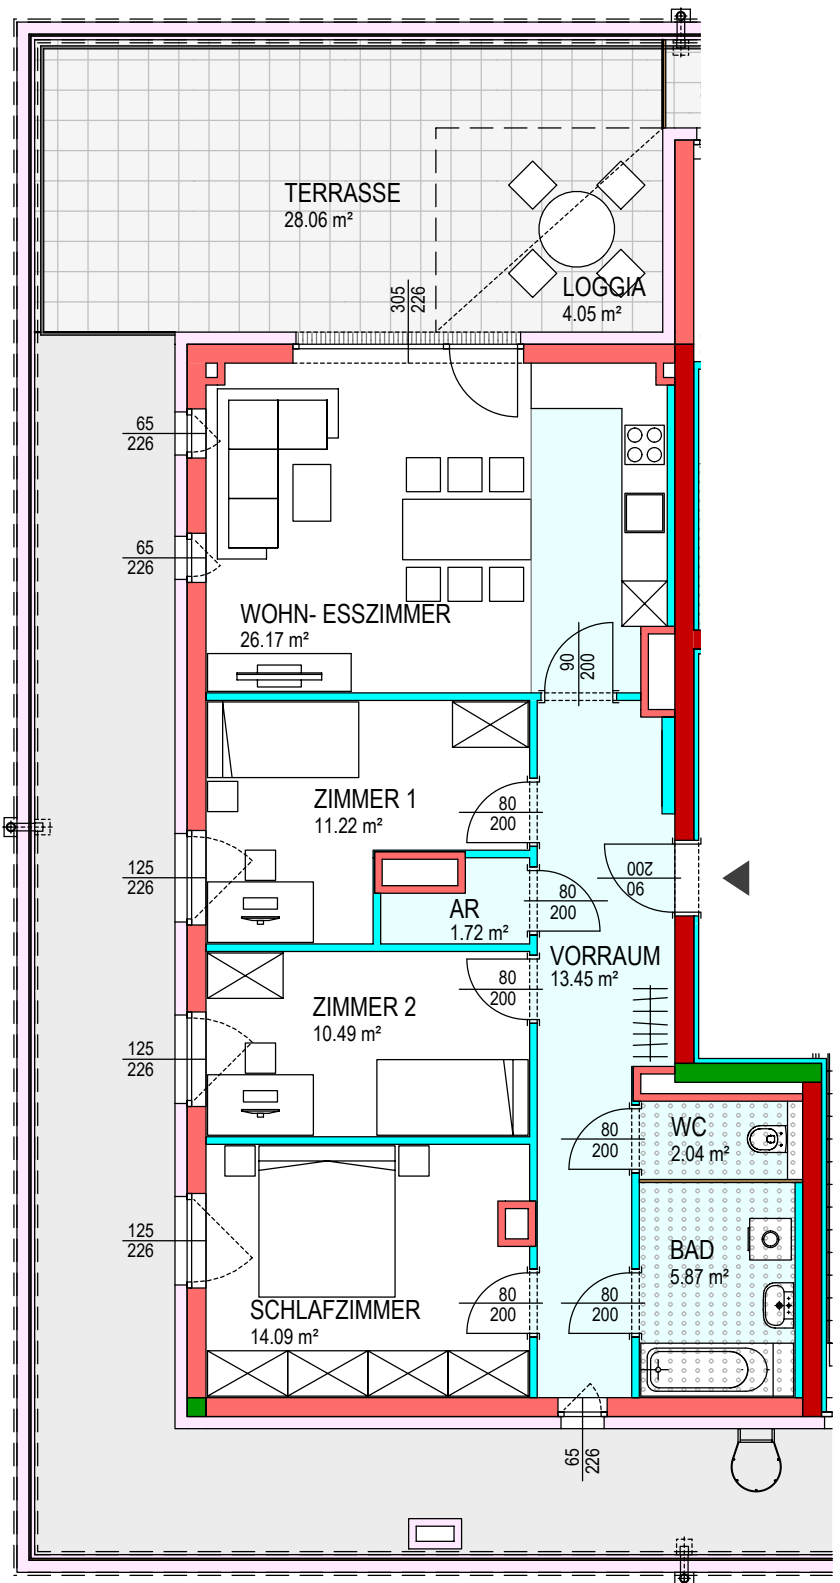 TERRASSE
28.06 m²
LOGGIA
4.05 m²
305
226
65
226
65
226
WOHN- ESSZIMMER
26.17 m²
90
200
ZIMMER 1
11.22 m²
80
200
125
226
AR
1.72 m²
80
200
90
200
VORRAUM
13.45 m²
ZIMMER 2
10.49 m²
80
200
125
226
WC
2.04 m²
80
200
125
226
BAD
5.87 m²
SCHLAFZIMMER
14.09 m²
80
200
80
200
65
226